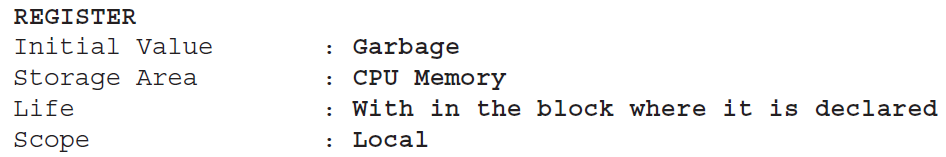 REGISTER
Initial Value : Garbage
Storage Area : CPU Memory
Life : With in the block where it is declared
Scope : Local